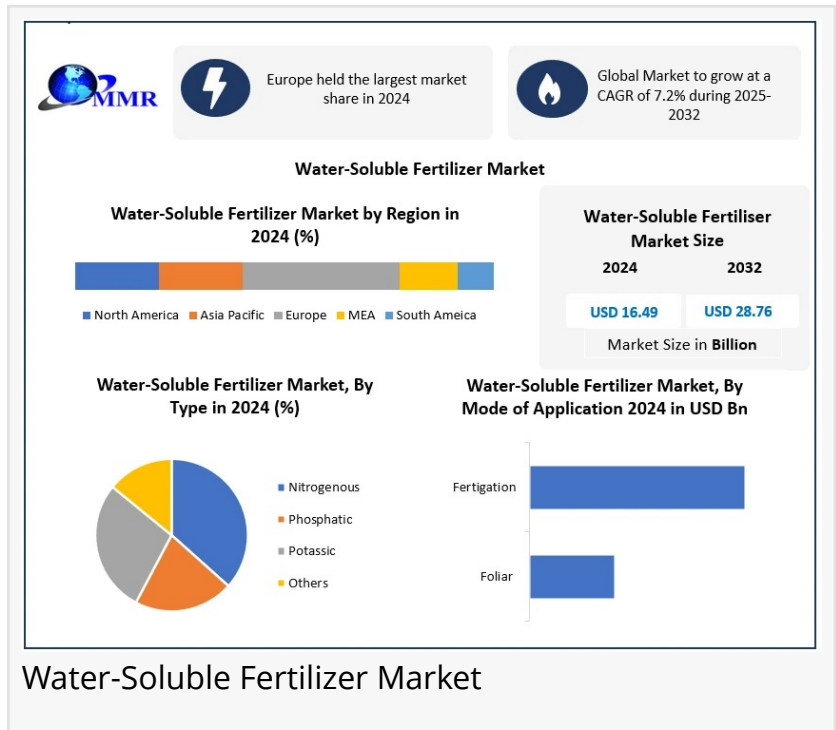 MMR
Europe held the largest market
share in 2024
Global Market to grow at a
CAGR of 7.2% during 2025-
2032
Water-Soluble Fertilizer Market
Water-Soluble Fertilizer Market by Region in
2024 (%)
North America
Asia Pacific
Europe
MEA
South Ameica
Water-Soluble Fertiliser
Market Size
2024
2032
USD 16.49
USD 28.76
Market Size in Billion
Water-Soluble Fertilizer Market, By
Type in 2024 (%)
Nitrogenous
Phosphatic
Potassic
Others
Water-Soluble Fertilizer Market, By
Mode of Application 2024 in USD Bn
Fertigation
Foliar
Water-Soluble Fertilizer Market